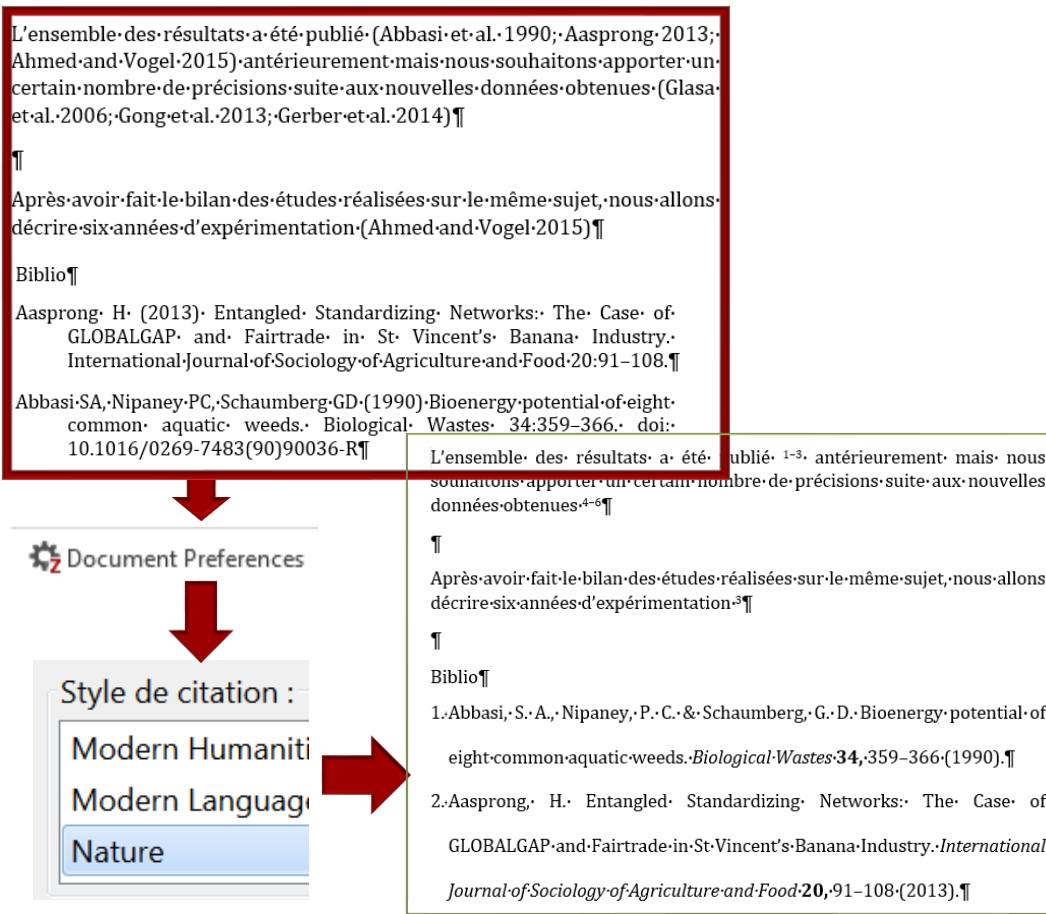 L'ensemble·des·résultats·a·été·publié·(Abbasi·et·al.·1990;·Aasprong·2013;·
Ahmed·and·Vogel·2015)·antérieurement·mais·nous·souhaitons·apporter·un·
certain·nombre·de·précisions·suite·aux·nouvelles·données·obtenues·(Glasa·
et·al.·2006;·Gong·et·al.·2013;·Gerber·et·al.·2014)¶
¶
Après·avoir·fait·le·bilan·des·études·réalisées·sur·le·même·sujet,·nous·allons·
décrire·six·années·d'expérimentation·(Ahmed·and·Vogel·2015)¶
Biblio¶
Aasprong· H· (2013)· Entangled· Standardizing· Networks:· The· Case· of·
GLOBALGAP· and· Fairtrade· in· St· Vincent's· Banana· Industry.·
International·Journal·of·Sociology·of·Agriculture·and·Food·20:91–108.¶
Abbasi·SA,·Nipaney·PC,·Schaumberg·GD·(1990)·Bioenergy·potential·of·eight·
common· aquatic· weeds.· Biological· Wastes· 34:359–366.· doi:·
10.1016/0269-7483(90)90036-R¶
Document Preferences
Style de citation :
Modern Humaniti
Modern Language
Nature
L'ensemble· des· résultats· a· été· publié· 1–3· antérieurement· mais· nous
souhaitons·apporter·un·certain·nombre·de·précisions·suite·aux·nouvelles
données·obtenues·4–6¶
¶
Après·avoir·fait·le·bilan·des·études·réalisées·sur·le·même·sujet,·nous·allons
décrire·six·années·d'expérimentation·3¶
¶
Biblio¶
1.·Abbasi,·S.·A.,·Nipaney,·P.·C.·&·Schaumberg,·G.·D.·Bioenergy·potential·of
eight·common·aquatic·weeds.·Biological·Wastes·34,·359–366·(1990).¶
2.·Aasprong,· H.· Entangled· Standardizing· Networks:· The· Case· of
GLOBALGAP·and·Fairtrade·in·St·Vincent's·Banana·Industry.·International
Journal·of·Sociology·of·Agriculture·and·Food·20,·91–108·(2013).¶